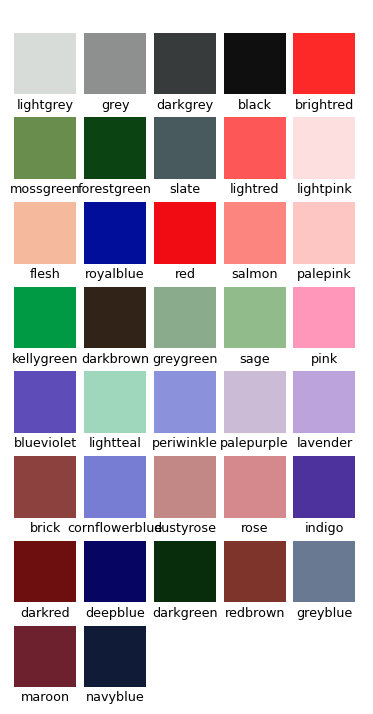 lightgrey grey darkgrey black brightred
mossgreen forestgreen slate lightred lightpink
flesh royalblue red salmon palepink
kellygreen darkbrown greygreen sage pink
blueviolet lightteal periwinkle palepurple lavender
brick cornflowerblue dustyrose rose indigo
darkred deepblue darkgreen redbrown greyblue
maroon navyblue